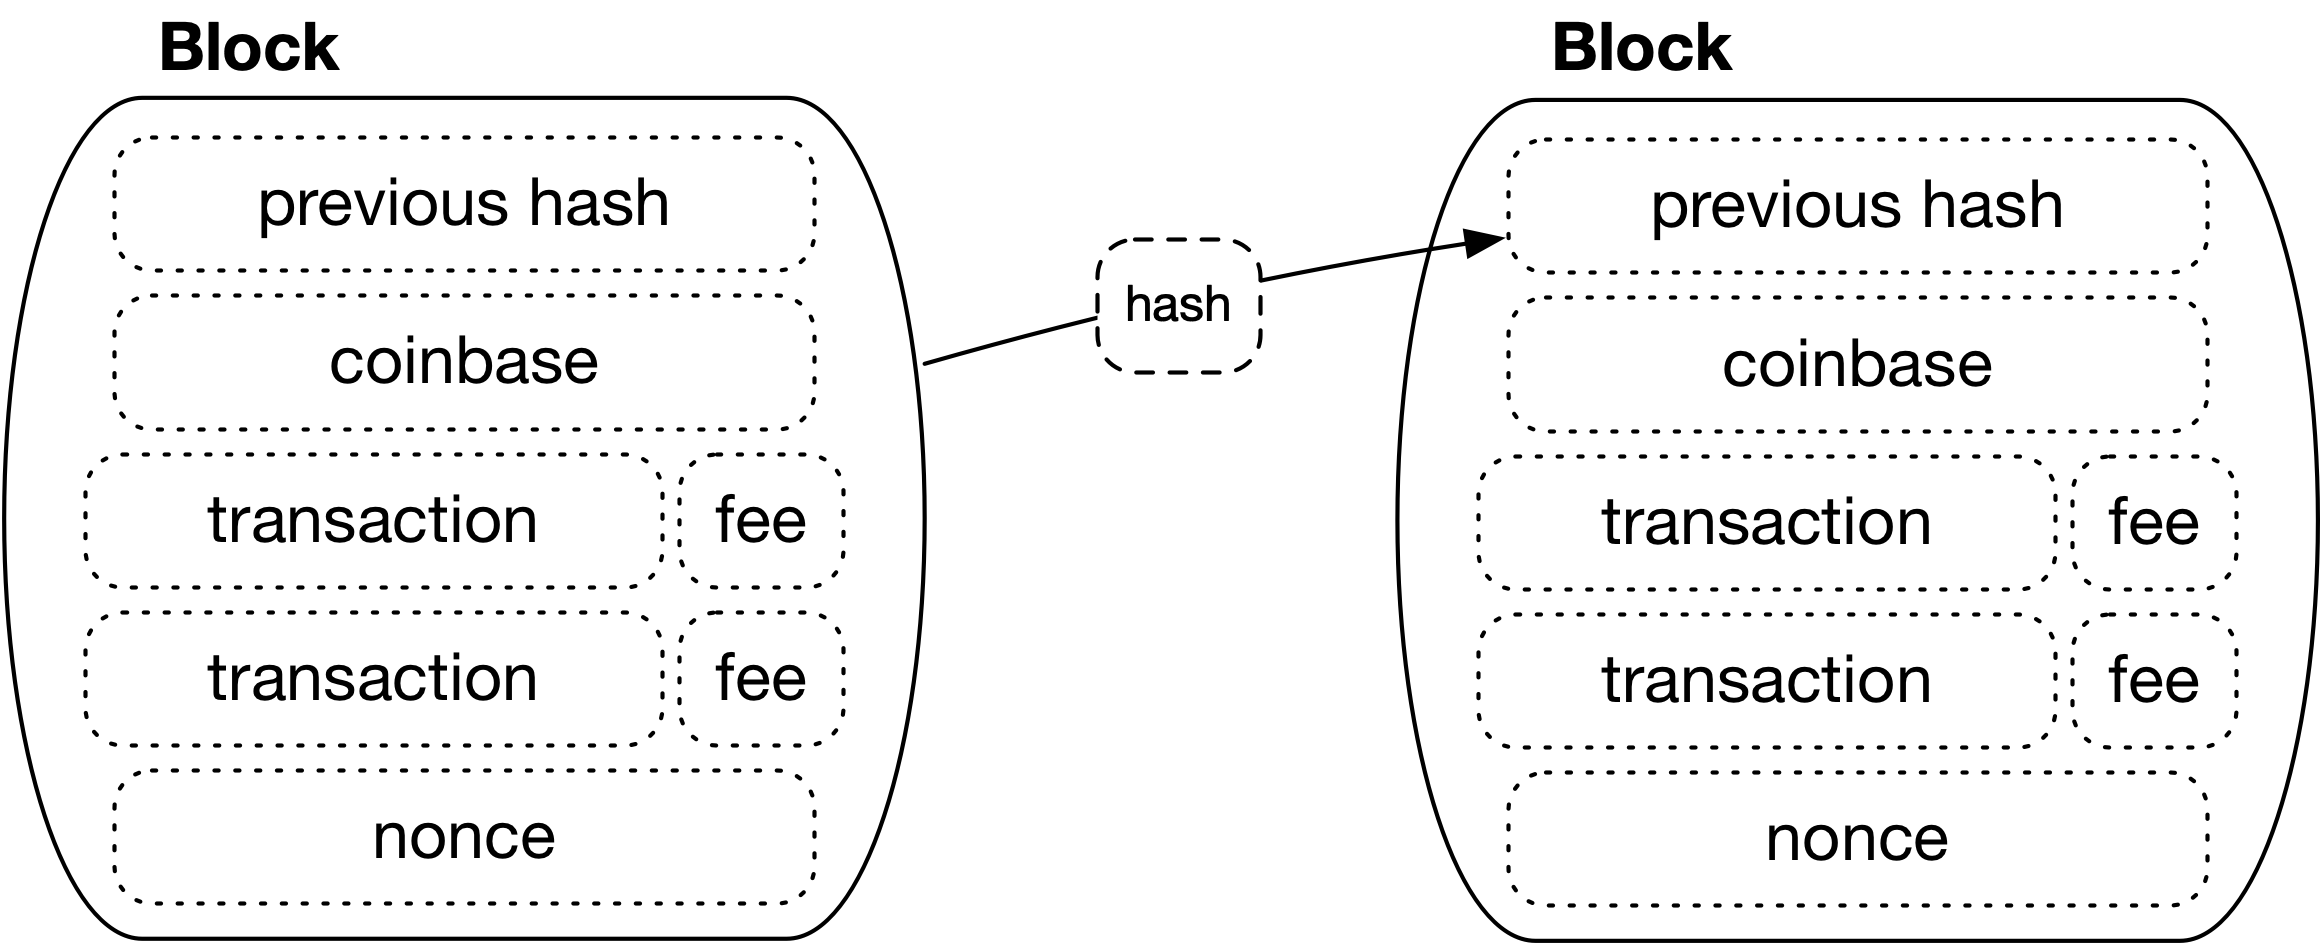 Block
previous hash
coinbase
transaction fee
transaction fee
nonce
hash
Block
previous hash
coinbase
transaction fee
transaction fee
nonce